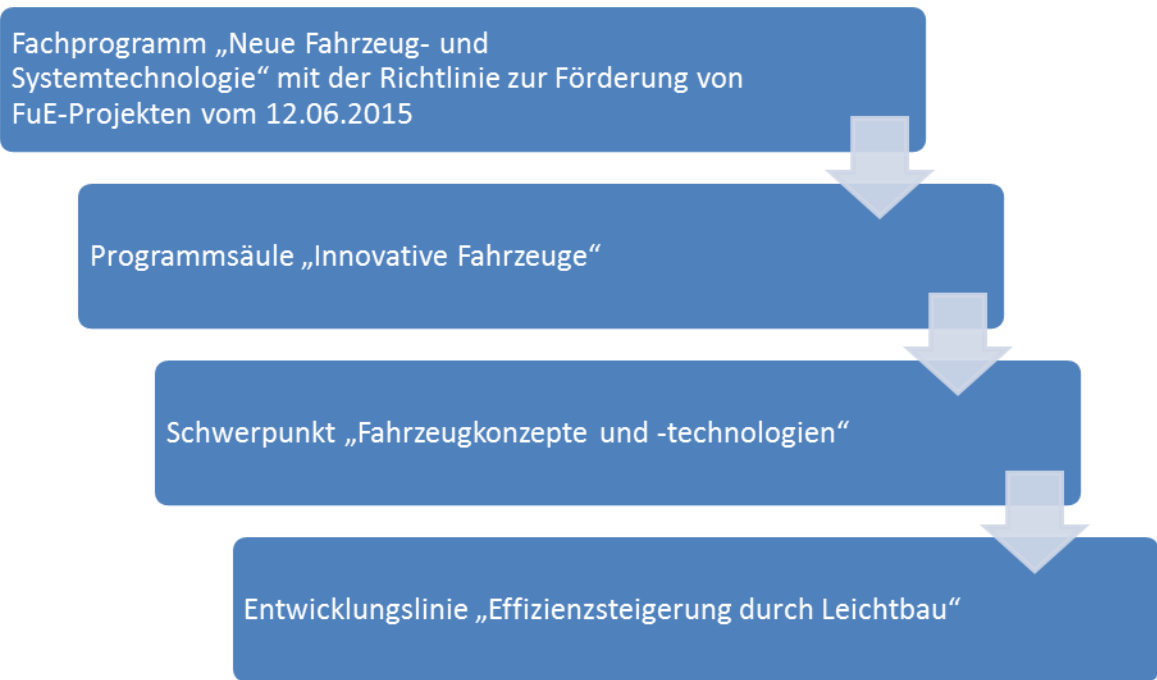 Fachprogramm „Neue Fahrzeug- und
Systemtechnologie“ mit der Richtlinie zur Förderung von
FuE-Projekten vom 12.06.2015
Programmsäule „Innovative Fahrzeuge“
Schwerpunkt „Fahrzeugkonzepte und -technologien“
Entwicklungslinie „Effizienzsteigerung durch Leichtbau“